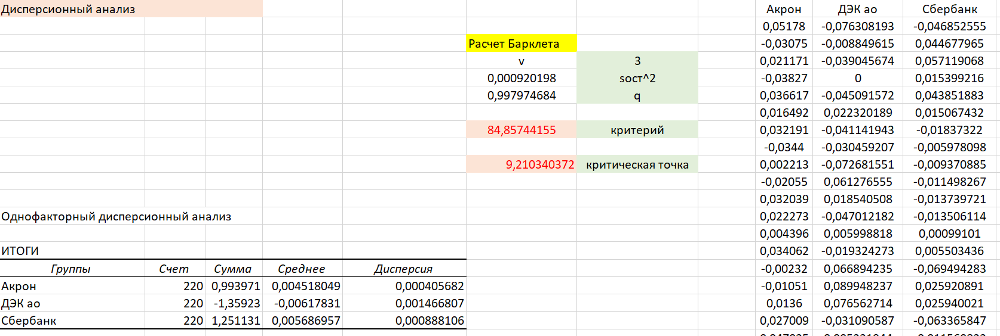 Дисперсионный анализ
Расчет Барклета
v 3
0,000920198 sост^2
0,997974684 q
84,85744155 критерий
9,210340372 критическая точка
Однофакторный дисперсионный анализ
ИТОГИ
Группы Счет Сумма Среднее Дисперсия
Акрон 220 0,993971 0,004518049 0,000405682
ДЭК ао 220 -1,35923 -0,00617831 0,001466807
Сбербанк 220 1,251131 0,005686957 0,000888106
Акрон ДЭК ао Сбербанк
0,05178 -0,076308193 -0,046852555
-0,03075 -0,008849615 0,044677965
0,021171 -0,039045674 0,057119068
-0,03827 0 0,015399216
0,036617 -0,045091572 0,043851883
0,016492 0,022320189 0,015067432
0,032191 -0,041141943 -0,01837322
-0,0344 -0,030459207 -0,005978098
0,002213 -0,072681551 -0,009370885
-0,02055 0,061276555 -0,011498267
0,032039 0,018540508 -0,013739721
0,022273 -0,047012182 -0,013506114
0,004396 0,005998818 0,00099101
0,034062 -0,019324273 0,005503436
-0,00232 0,066894235 -0,069494283
-0,01051 0,089948237 0,025920891
0,0136 0,076562714 0,025940021
0,027009 -0,031090587 -0,063365847